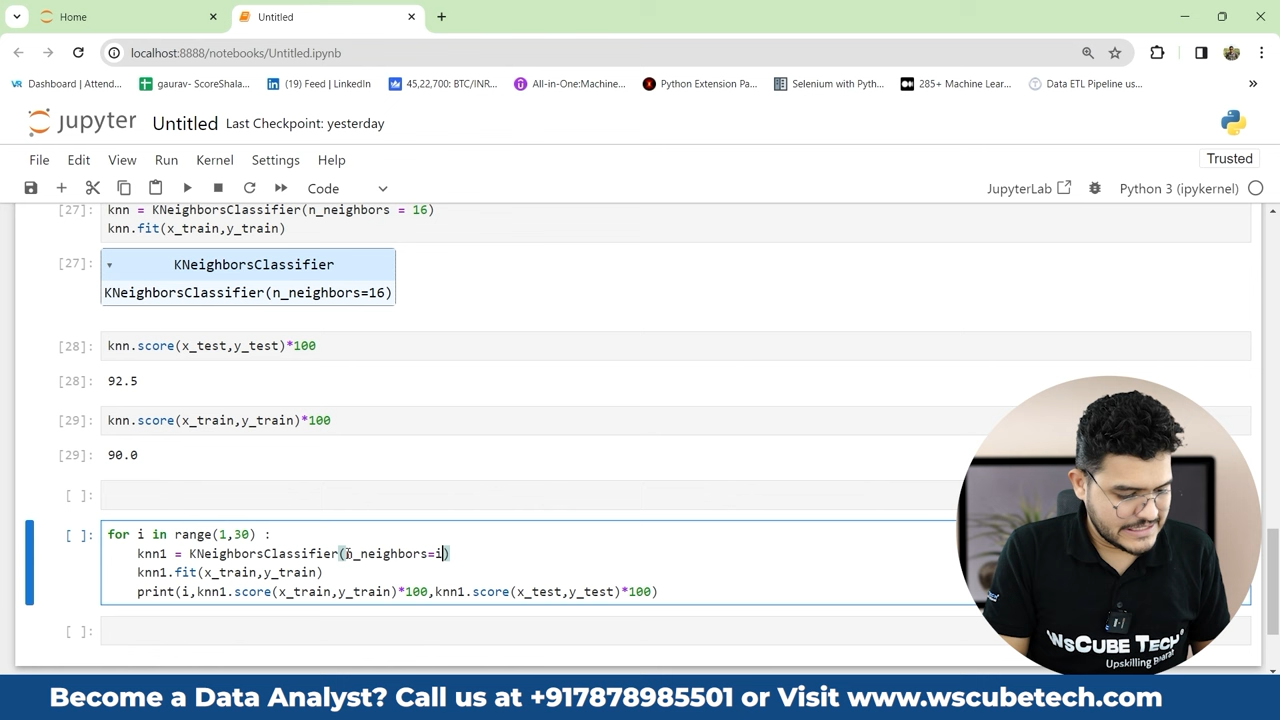 Home
Untitled
localhost:8888/notebooks/Untitled.ipynb
VR Dashboard | Attend...
gaurav- ScoreShala...
(19) Feed | LinkedIn
45,22,700: BTC/INR...
All-in-One:Machine...
Python Extension Pa...
Selenium with Pyth...
285+ Machine Lear...
Data ETL Pipeline us...
jupyter Untitled Last Checkpoint: yesterday
File Edit View Run Kernel Settings Help
Trusted
Code
JupyterLab
Python 3 (ipykernel)
[27]: knn = KNeighborsClassifier(n_neighbors = 16)
knn.fit(x_train,y_train)
[27]: KNeighborsClassifier
KNeighborsClassifier(n_neighbors=16)
[28]: knn.score(x_test,y_test)*100
[28]: 92.5
[29]: knn.score(x_train,y_train)*100
[29]: 90.0
[ ]:
[ ]: for i in range(1,30) :
knn1 = KNeighborsClassifier(n_neighbors=i)
knn1.fit(x_train,y_train)
print(i,knn1.score(x_train,y_train)*100,knn1.score(x_test,y_test)*100)
[ ]:
WsCUBE TECH
Upskilling Bharat
Become a Data Analyst? Call us at +917878985501 or Visit www.wscubetech.com